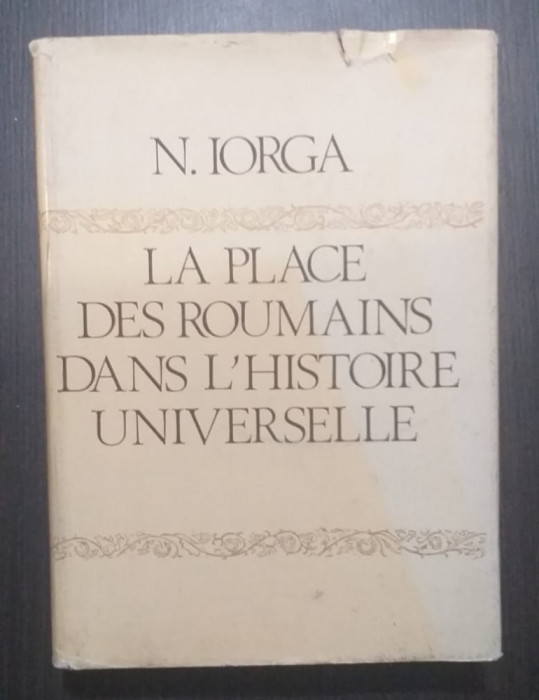 N. IORGA
LA PLACE
DES ROUMAINS
DANS L'HISTOIRE
UNIVERSELLE